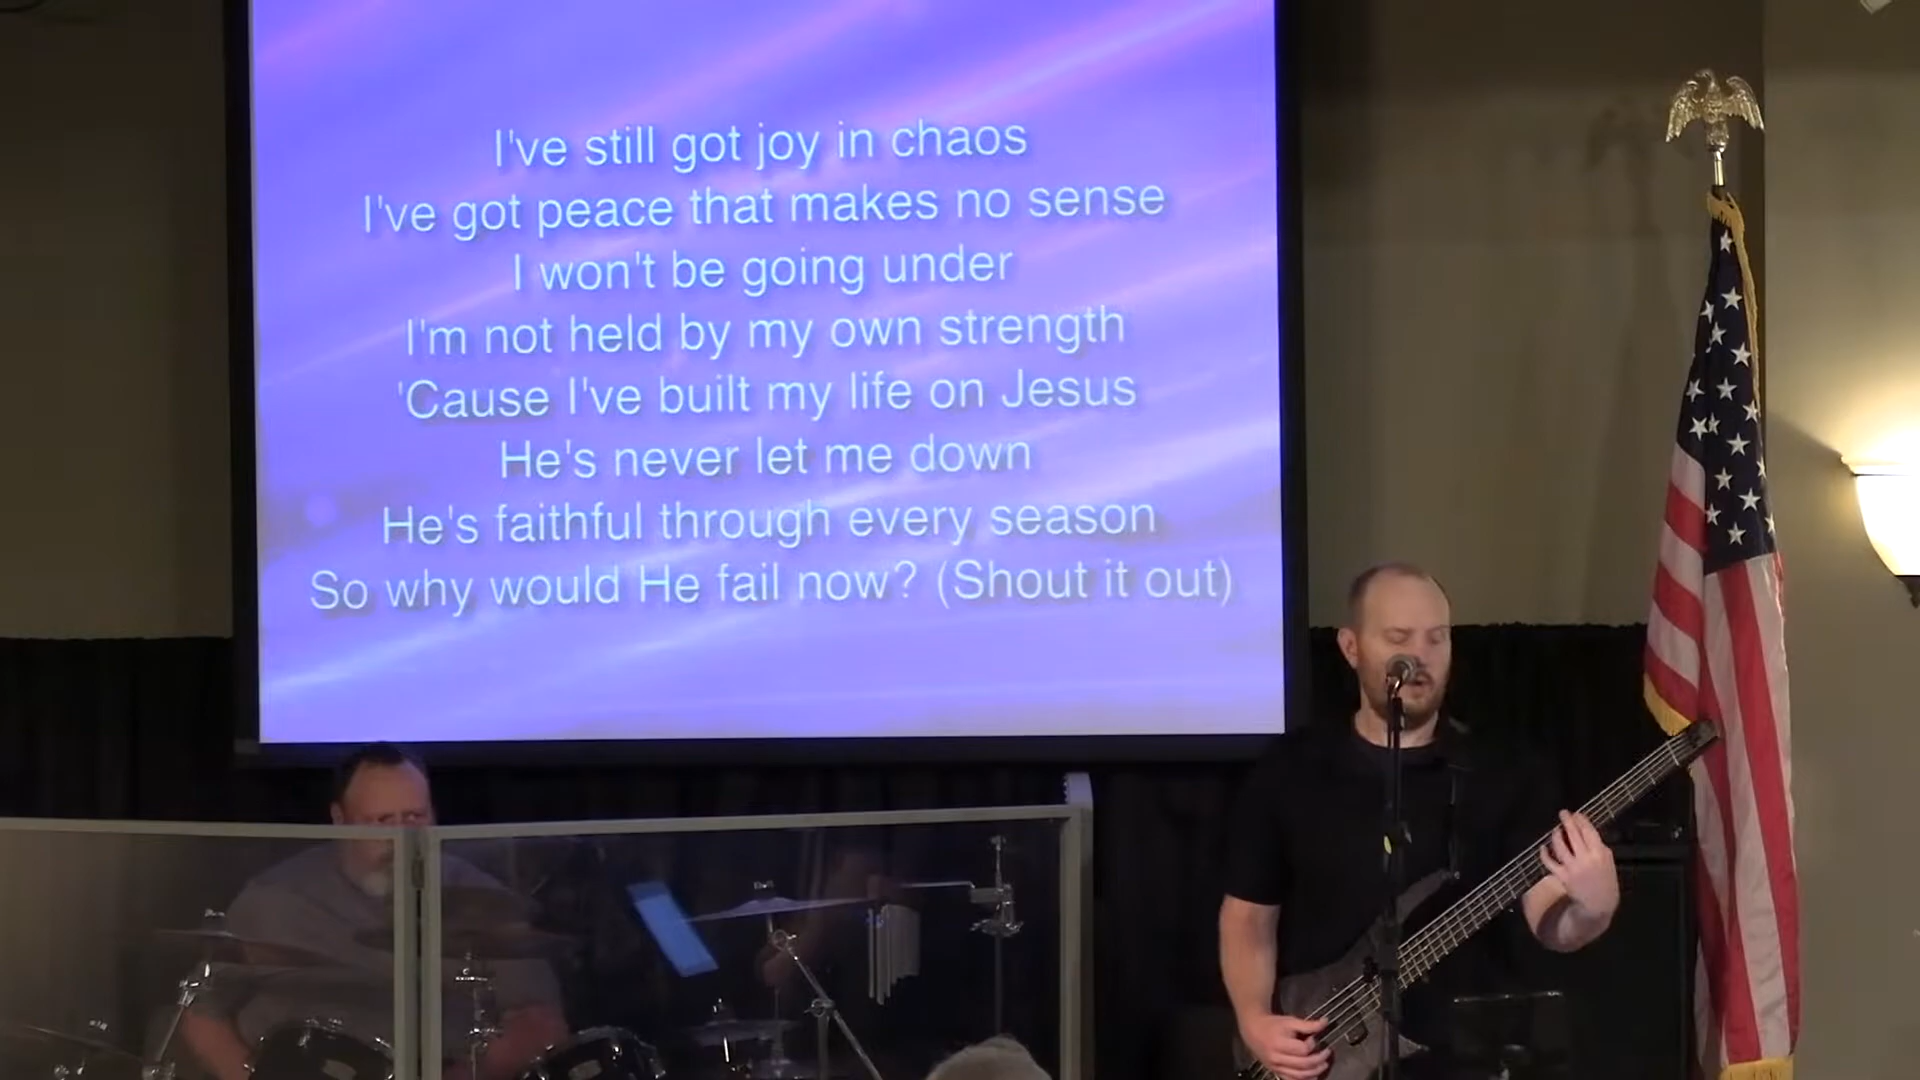 I've still got joy in chaos
I've got peace that makes no sense
I won't be going under
I'm not held by my own strength
'Cause I've built my life on Jesus
He's never let me down
He's faithful through every season
So why would He fail now? (Shout it out)